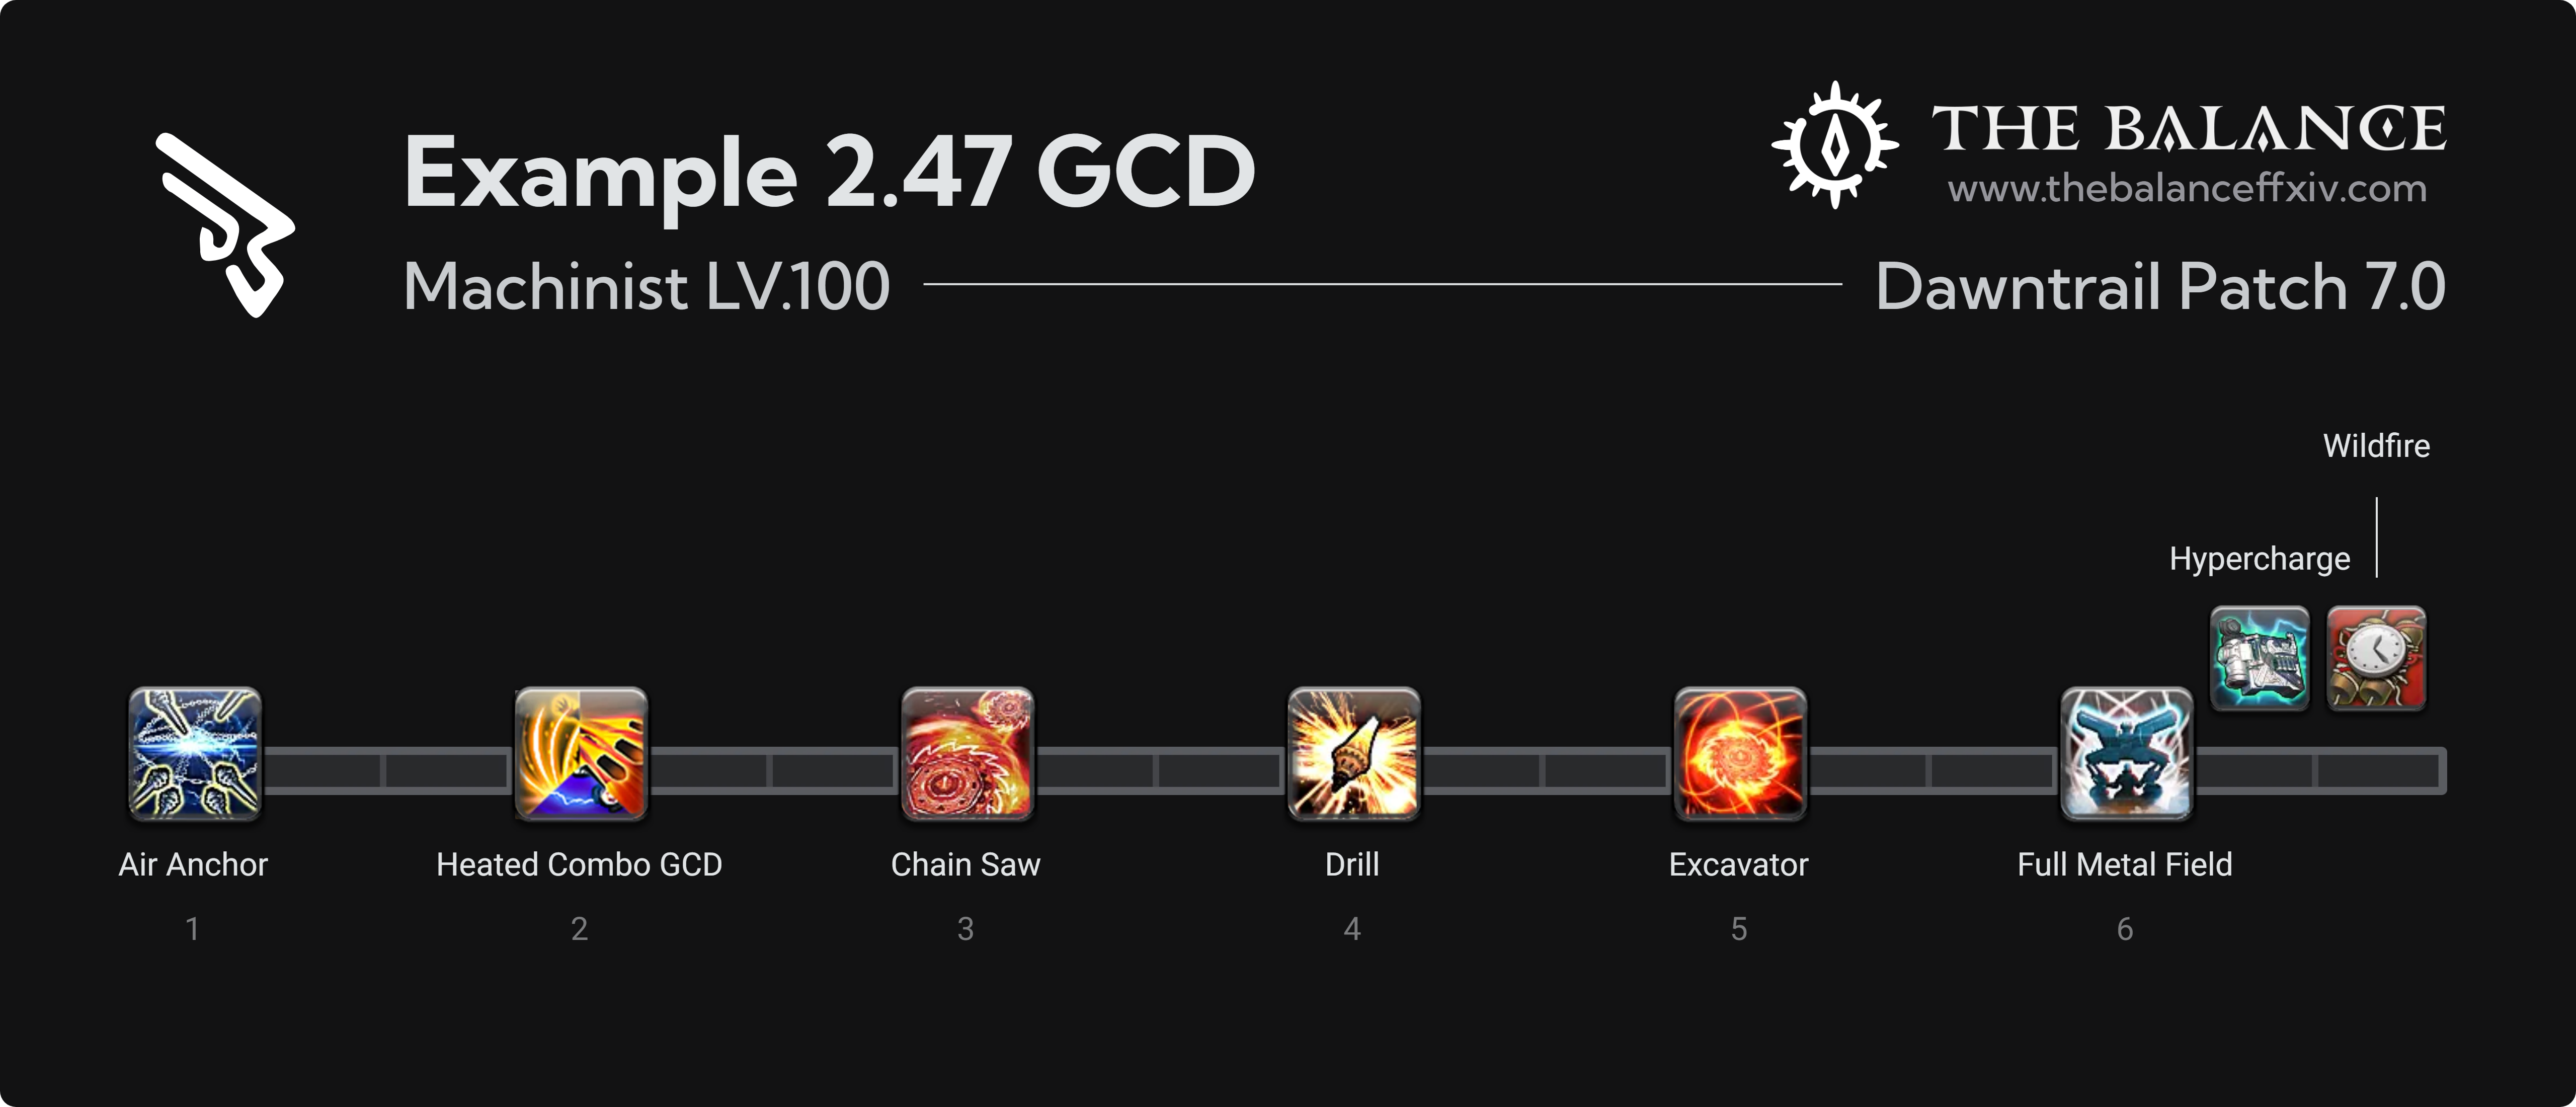 Example 2.47 GCD
THE BALANCE
www.thebalanceffxiv.com
Machinist LV.100
Dawntrail Patch 7.0
Wildfire
Hypercharge
Air Anchor
Heated Combo GCD
Chain Saw
Drill
Excavator
Full Metal Field
1
2
3
4
5
6